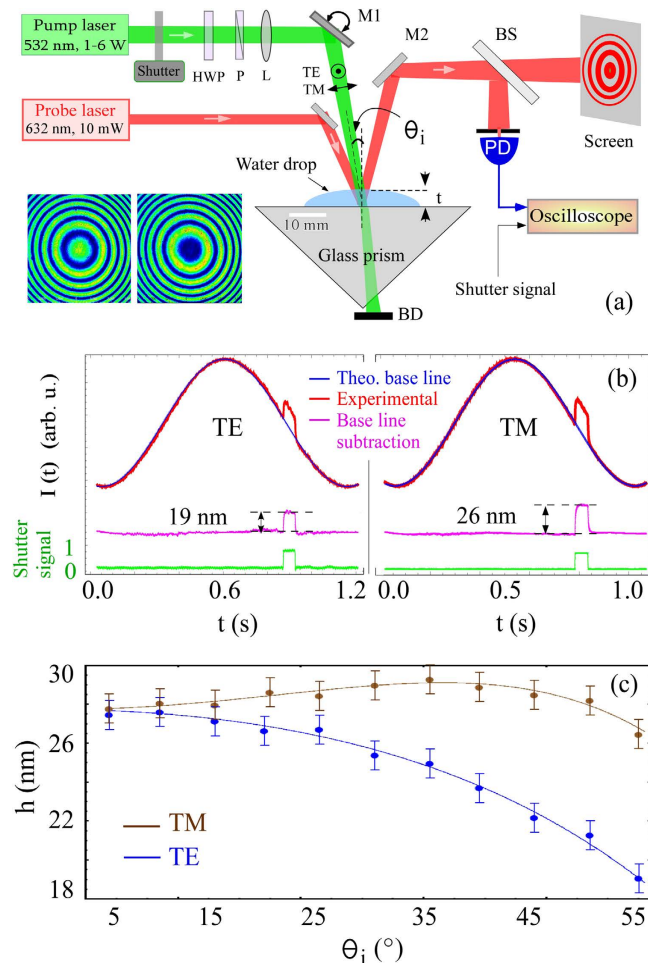 Pump laser
532 nm, 1-6 W
Shutter
HWP
P
L
M1
TE
TM
θi
M2
BS
Screen
Probe laser
632 nm, 10 mW
PD
Water drop
t
10 mm
Glass prism
Oscilloscope
Shutter signal
BD
(a)
I (t) (arb. u.)
TE
Theo. base line
Experimental
Base line
subtraction
TM
(b)
19 nm
26 nm
Shutter
signal
1
0
0.0 0.6 1.2
0.0 0.5 1.0
t (s)
t (s)
(c)
h (nm)
30
26
22
18
TM
TE
5 15 25 35 45 55
θi (°)